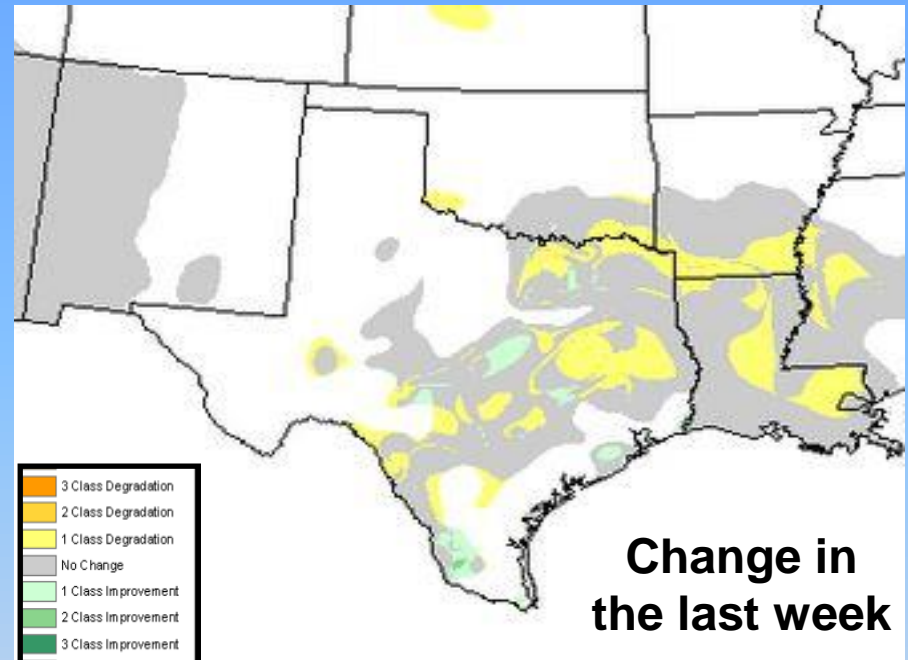 3 Class Degradation
2 Class Degradation
1 Class Degradation
No Change
1 Class Improvement
2 Class Improvement
3 Class Improvement
Change in
the last week